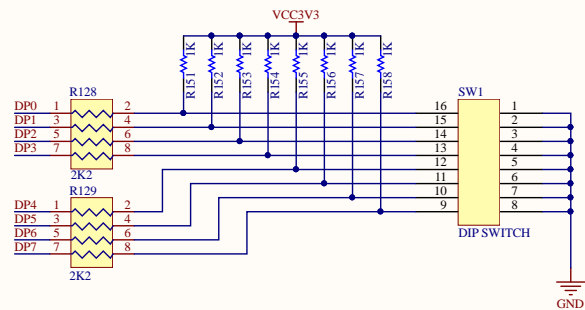 VCC3V3
R151 1K
R152 1K
R153 1K
R154 1K
R155 1K
R156 1K
R157 1K
R158 1K
R128
SW1
DP0 1 2 16 1
DP1 3 4 15 2
DP2 5 6 14 3
DP3 7 8 13 4
2K2
12 5
R129
11 6
10 7
DP4 1 2 9 8
DP5 3 4
DIP SWITCH
DP6 5 6
DP7 7 8
2K2
GND